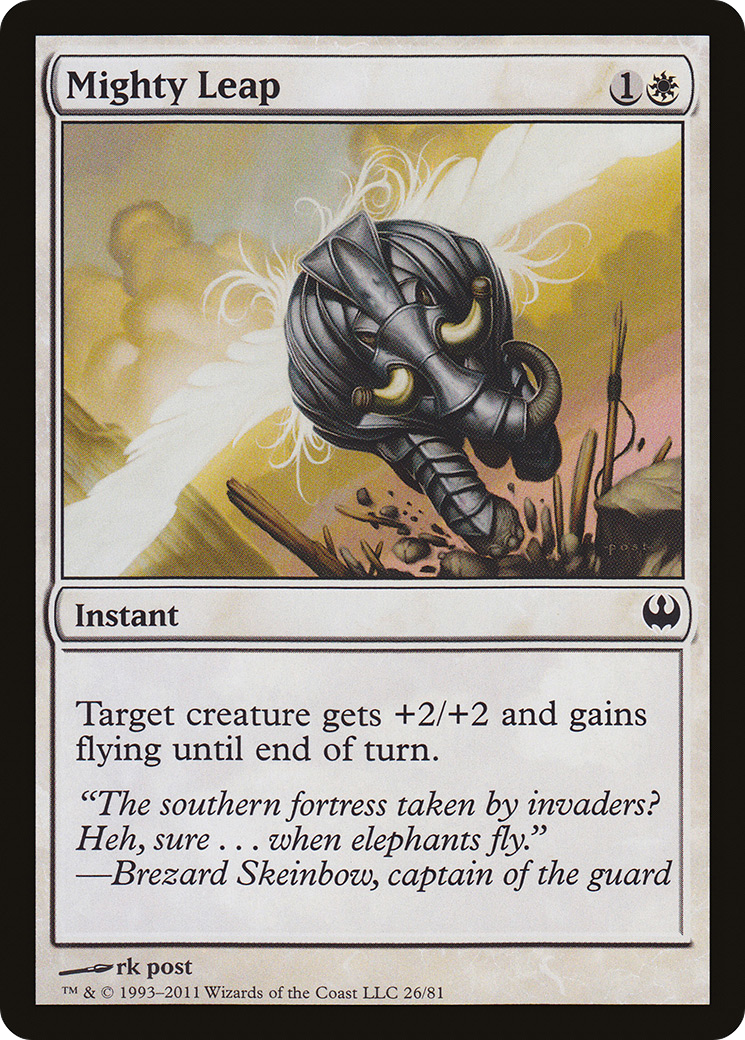 Mighty Leap 1
-post-
Instant
Target creature gets +2/+2 and gains
flying until end of turn.
“The southern fortress taken by invaders?
Heh, sure . . . when elephants fly.”
—Brezard Skeinbow, captain of the guard
rk post
™ & © 1993–2011 Wizards of the Coast LLC 26/81